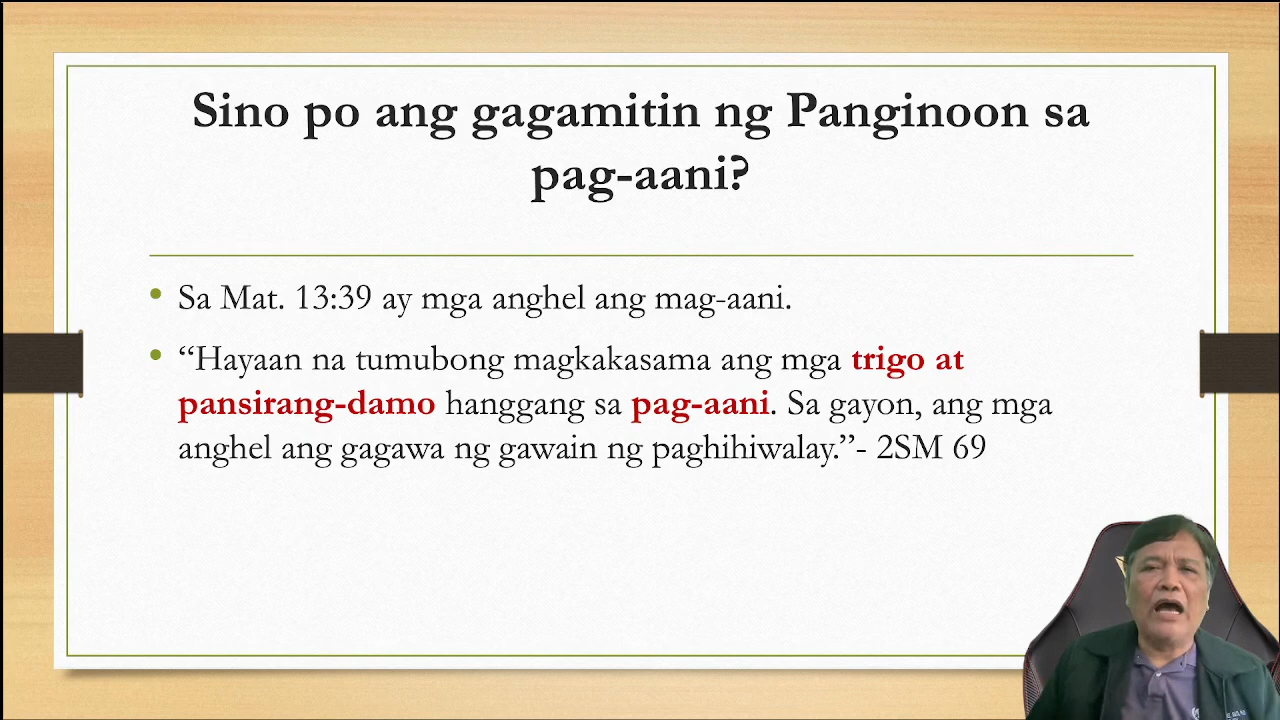 Sino po ang gagamitin ng Panginoon sa
pag-aani?
• Sa Mat. 13:39 ay mga anghel ang mag-aani.
• “Hayaan na tumubong magkakasama ang mga trigo at
pansirang-damo hanggang sa pag-aani. Sa gayon, ang mga
anghel ang gagawa ng gawain ng paghihiwalay.”- 2SM 69